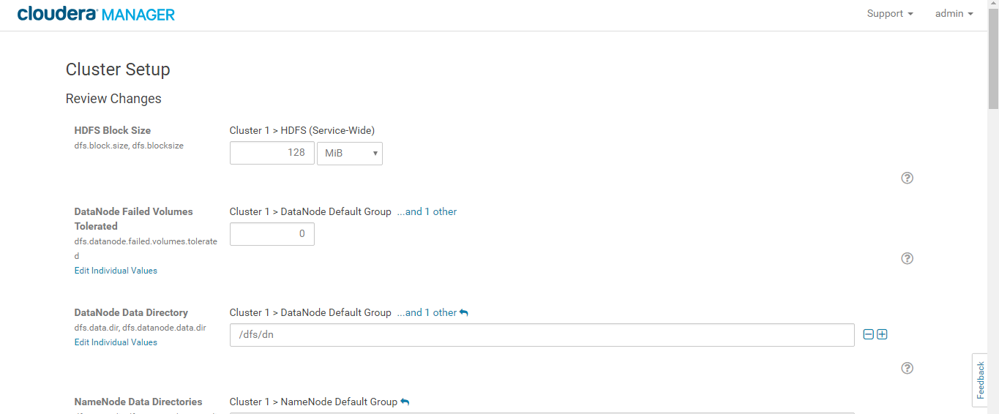 cloudera MANAGER
Support
admin
Cluster Setup
Review Changes
HDFS Block Size
dfs.block.size, dfs.blocksize
Cluster 1 > HDFS (Service-Wide)
128
MiB
DataNode Failed Volumes
Tolerated
dfs.datanode.failed.volumes.tolerate
d
Edit Individual Values
Cluster 1 > DataNode Default Group ...and 1 other
0
DataNode Data Directory
dfs.data.dir, dfs.datanode.data.dir
Edit Individual Values
Cluster 1 > DataNode Default Group ...and 1 other
/dfs/dn
Feedback
NameNode Data Directories
Cluster 1 > NameNode Default Group